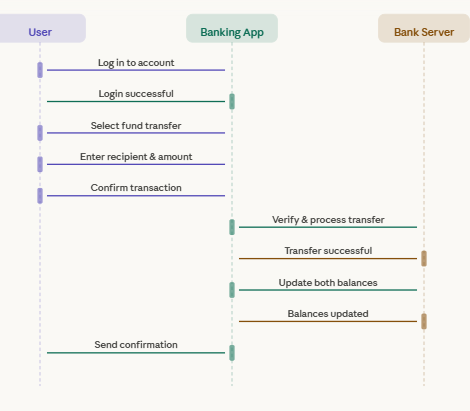 User
Banking App
Bank Server
Log in to account
Login successful
Select fund transfer
Enter recipient & amount
Confirm transaction
Verify & process transfer
Transfer successful
Update both balances
Balances updated
Send confirmation